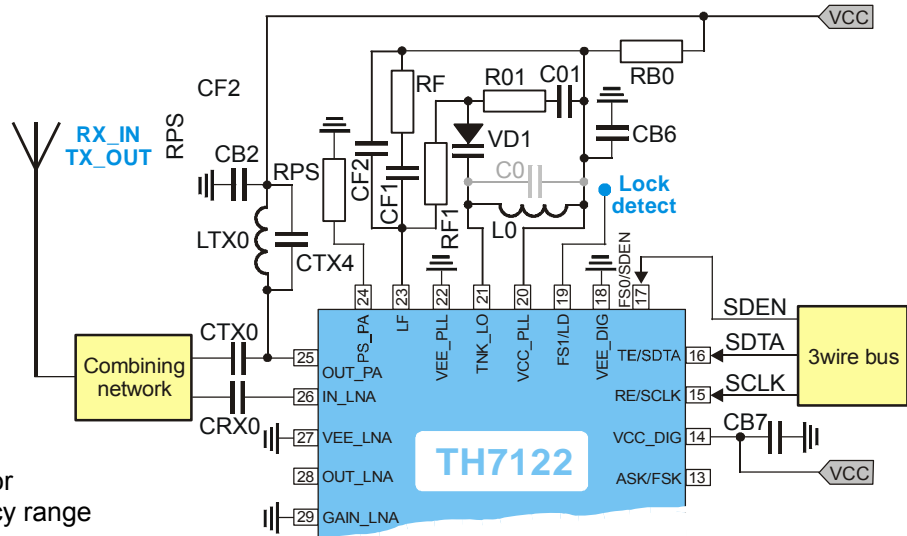 VCC
RB0
RF
R01
C01
CF2
RPS
RX_IN
TX_OUT
CB2
RPS
CF2
CF1
RF1
VD1
C0
CB6
L0
Lock
detect
LTX0
CTX4
24
23
22
21
20
19
18
17
PS_PA
LF
VEE_PLL
TNK_LO
VCC_PLL
FS1/LD
VEE_DIG
FS0/SDEN
SDEN
SDTA
SCLK
3wire bus
CTX0
Combining
network
CRX0
25
OUT_PA
26
IN_LNA
27
VEE_LNA
28
OUT_LNA
29
GAIN_LNA
TE/SDTA
16
RE/SCLK
15
VCC_DIG
14
ASK/FSK
13
CB7
VCC
TH7122
or
cy range